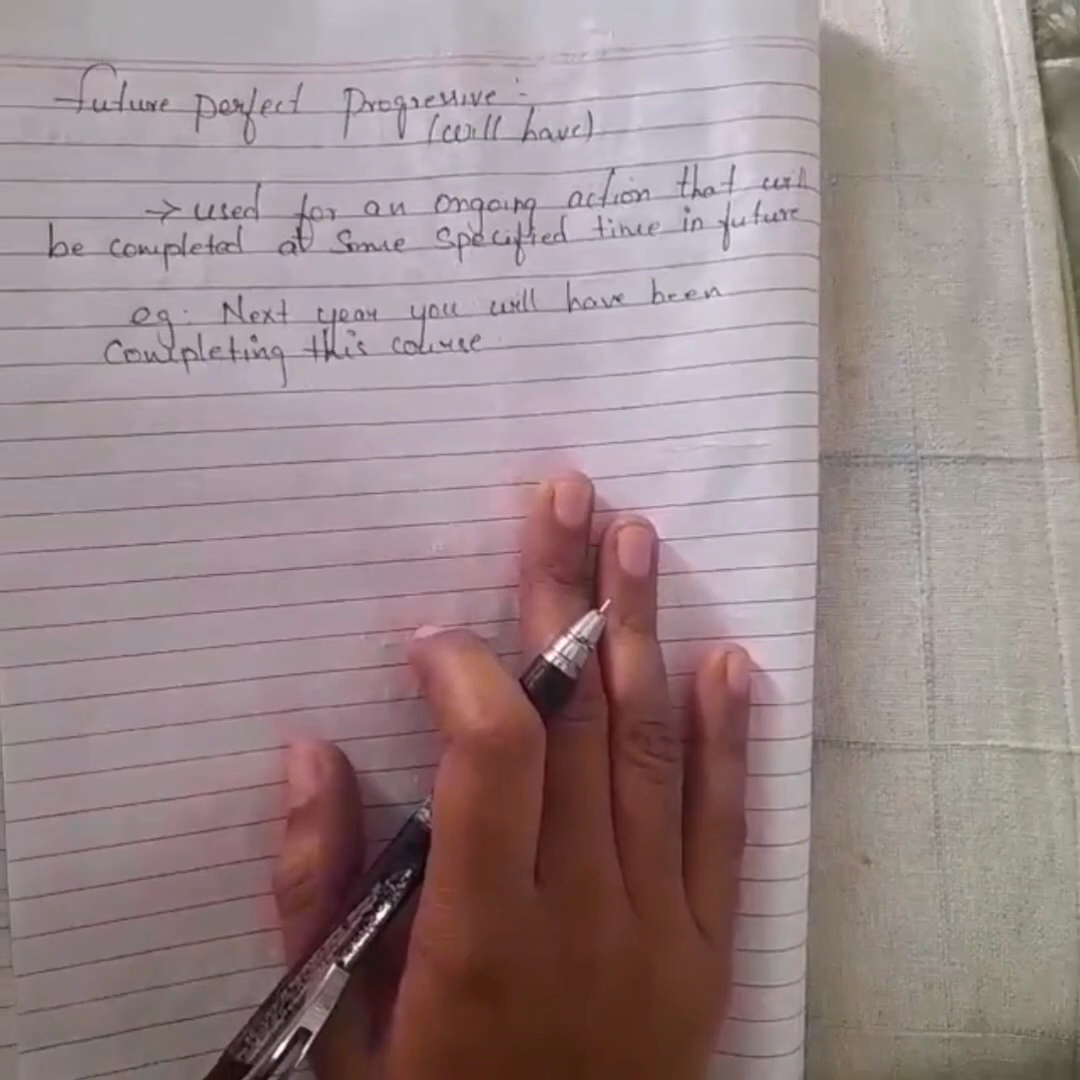 Future perfect Progressive :-
(will have)
→ used for an ongoing action that will
be completed at some specified time in future
eg: Next year you will have been
Completing this course